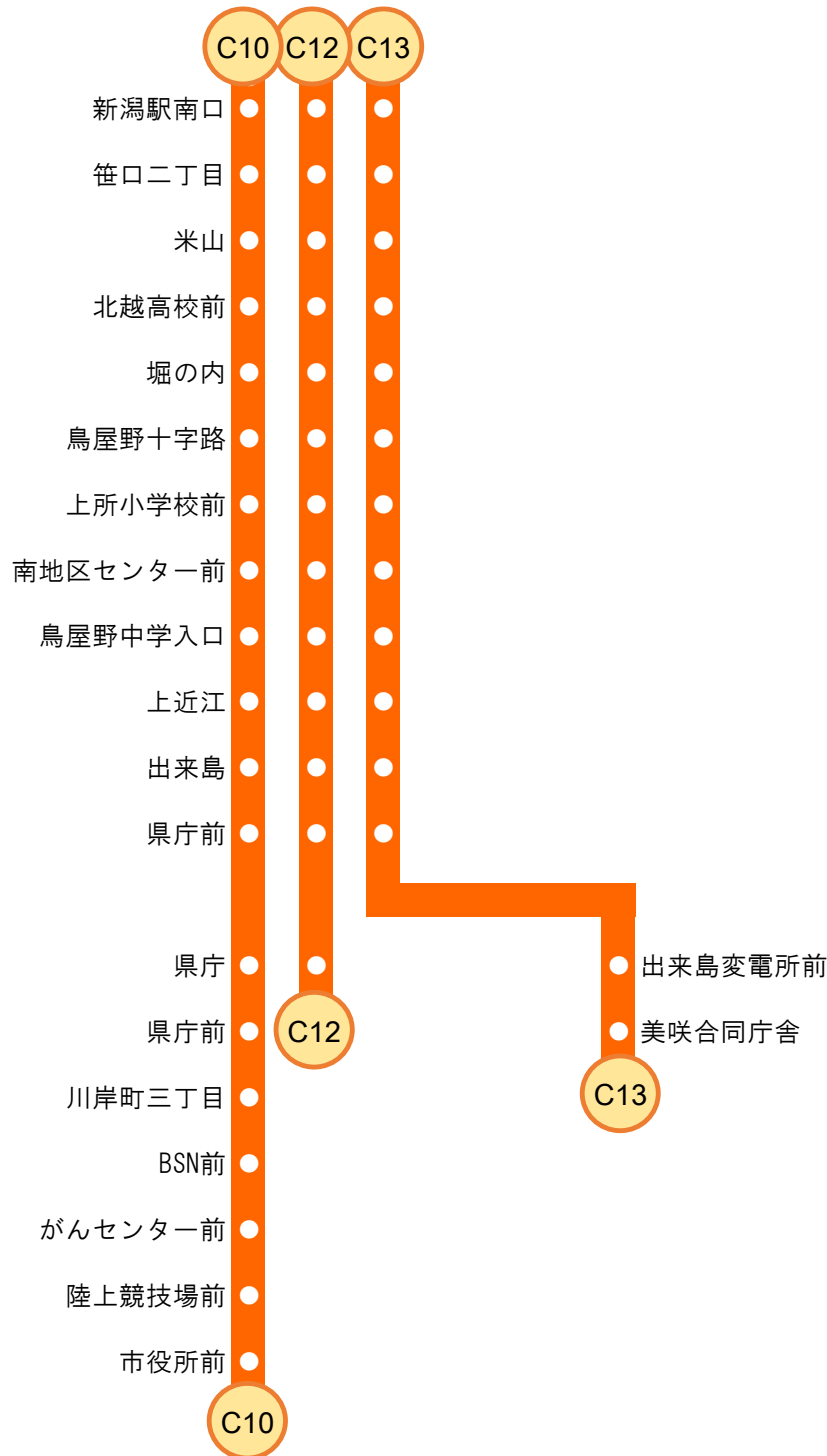 C10
C12
C13
新潟駅南口
笹口二丁目
米山
北越高校前
堀の内
鳥屋野十字路
上所小学校前
南地区センター前
鳥屋野中学入口
上近江
出来島
県庁前
県庁
出来島変電所前
県庁前
C12
美咲合同庁舎
川岸町三丁目
C13
BSN前
がんセンター前
陸上競技場前
市役所前
C10